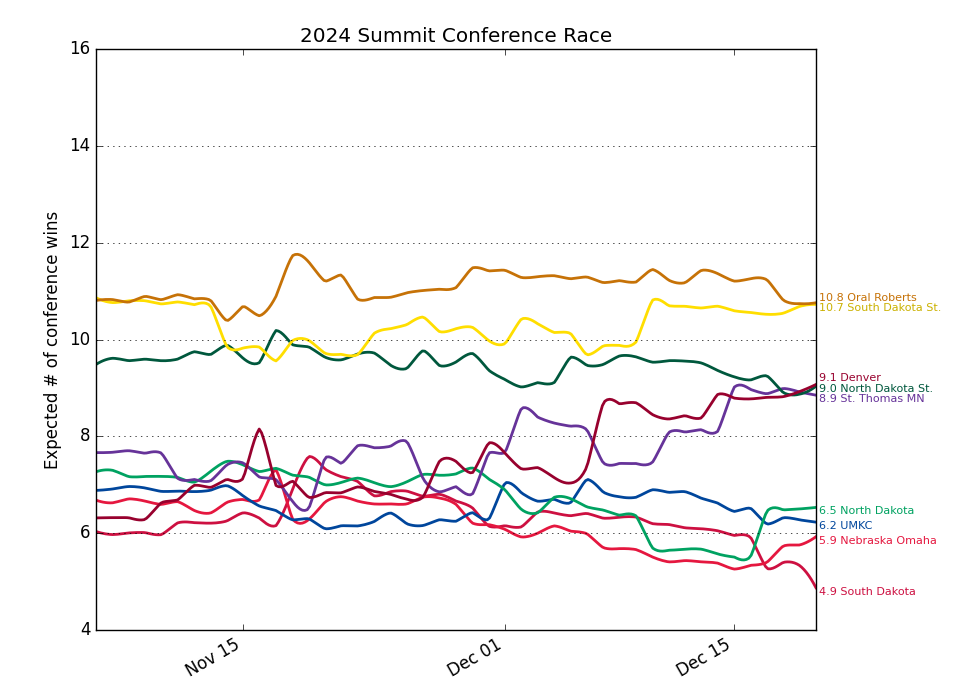 2024 Summit Conference Race
Expected # of conference wins
16
14
12
10
8
6
4
Nov 15
Dec 01
Dec 15
10.8 Oral Roberts
10.7 South Dakota St.
9.1 Denver
9.0 North Dakota St.
8.9 St. Thomas MN
6.5 North Dakota
6.2 UMKC
5.9 Nebraska Omaha
4.9 South Dakota